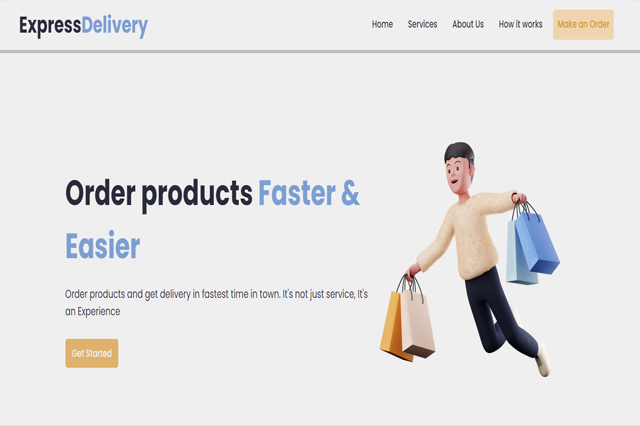 ExpressDelivery
Home Services About Us How it works Make an Order
Order products Faster &
Easier
Order products and get delivery in fastest time in town. It's not just service, It's
an Experience
Get Started